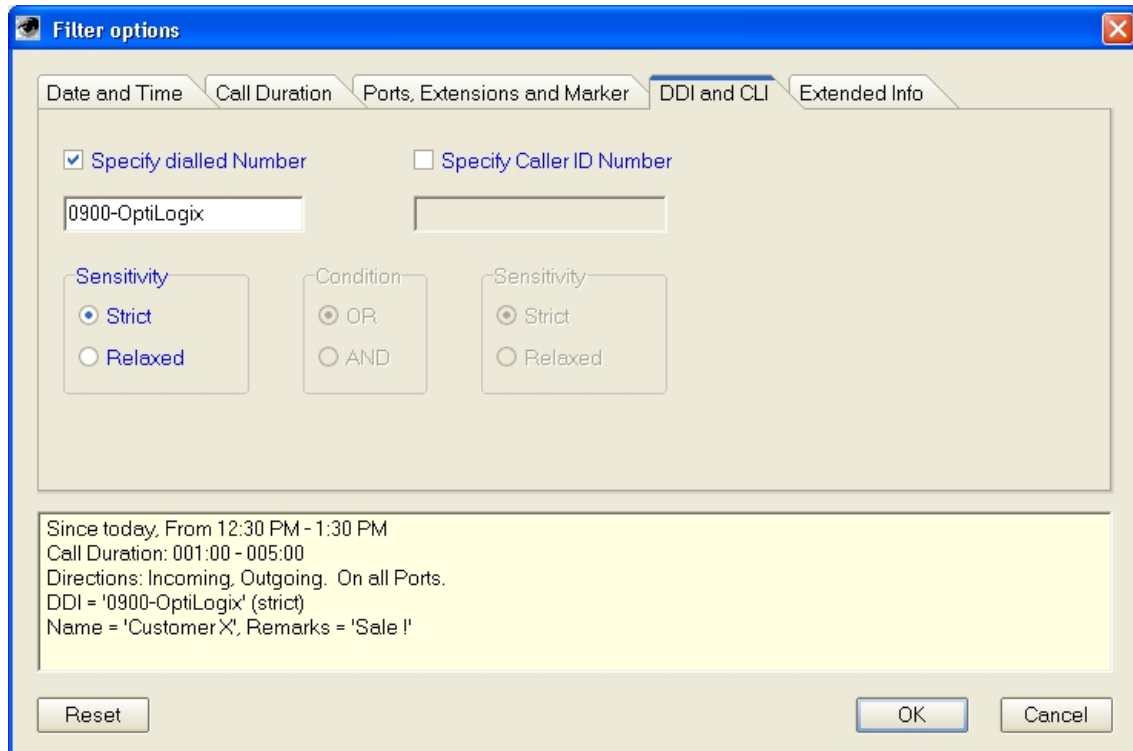 Filter options
Date and Time Call Duration Ports, Extensions and Marker DDI and CLI Extended Info
Specify dialled Number Specify Caller ID Number
0900-OptiLogix
Sensitivity Condition Sensitivity
Strict OR Strict
Relaxed AND Relaxed
Since today, From 12:30 PM - 1:30 PM
Call Duration: 001:00 - 005:00
Directions: Incoming, Outgoing.  On all Ports.
DDI = '0900-OptiLogix' (strict)
Name = 'Customer X', Remarks = 'Sale !'
Reset OK Cancel